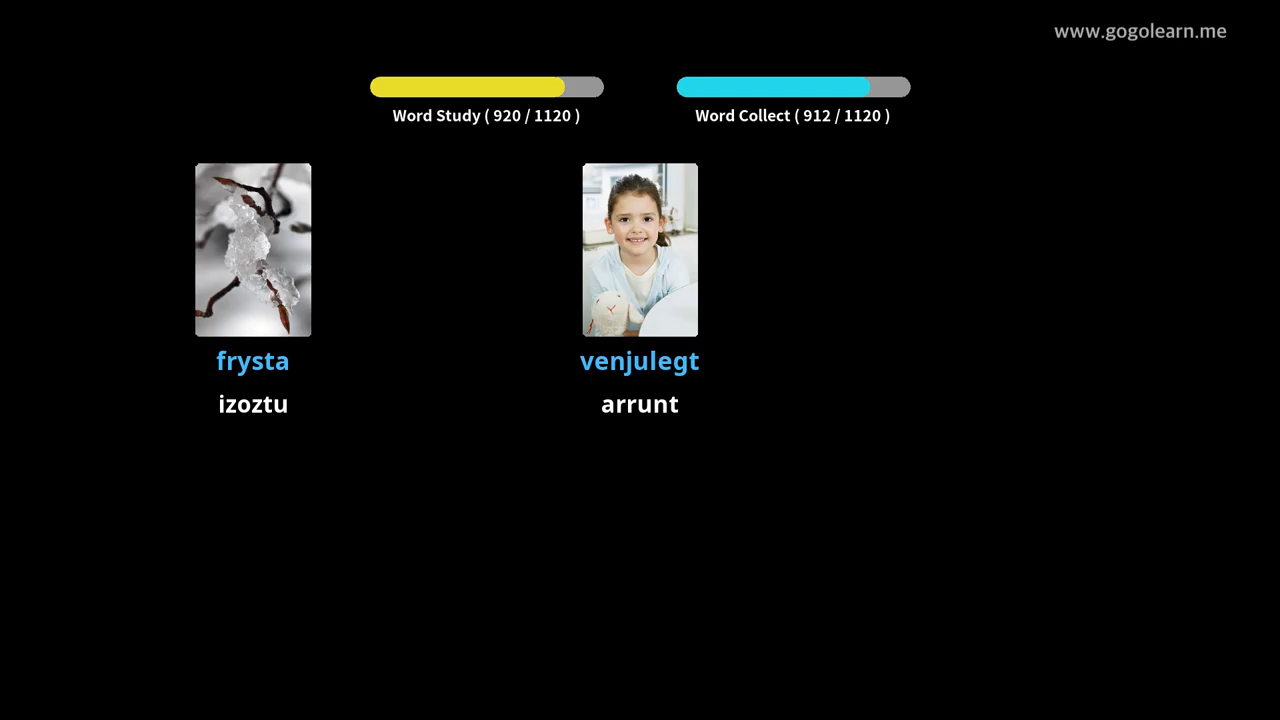 www.gogolearn.me
Word Study ( 920 / 1120 )
Word Collect ( 912 / 1120 )
frysta
izoztu
venjulegt
arrunt